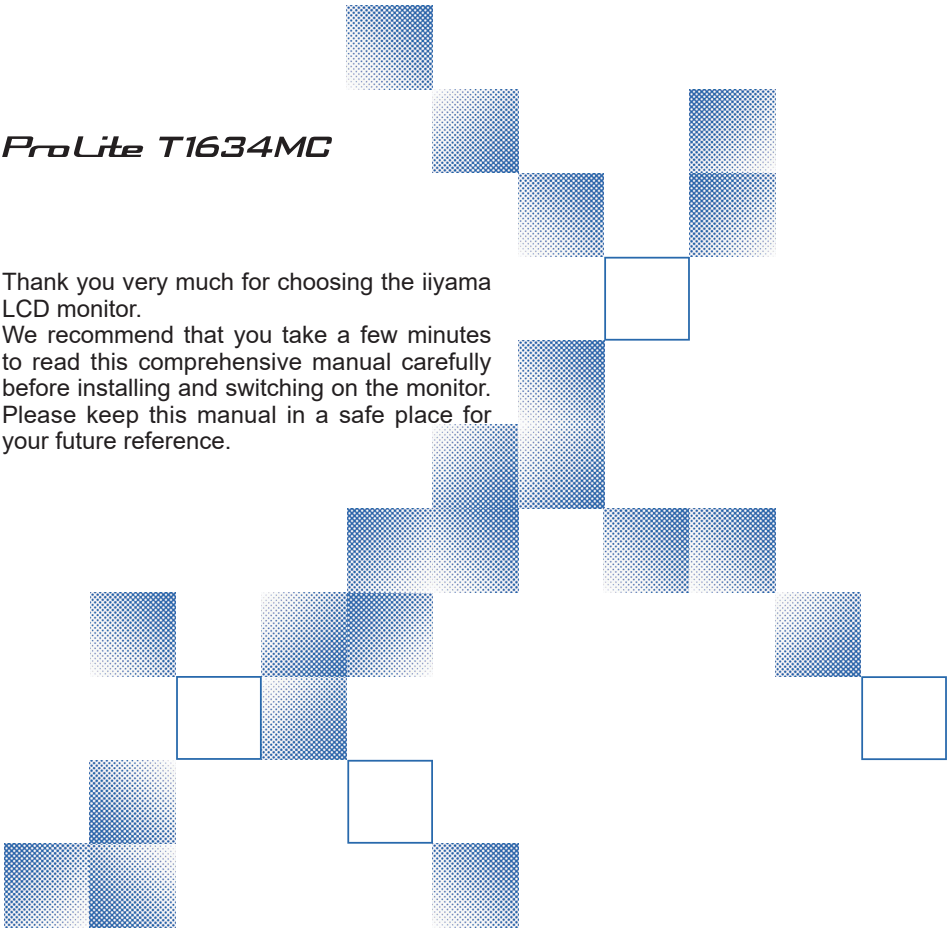 ProLite T1634MC
Thank you very much for choosing the iiyama
LCD monitor.
We recommend that you take a few minutes
to read this comprehensive manual carefully
before installing and switching on the monitor.
Please keep this manual in a safe place for
your future reference.